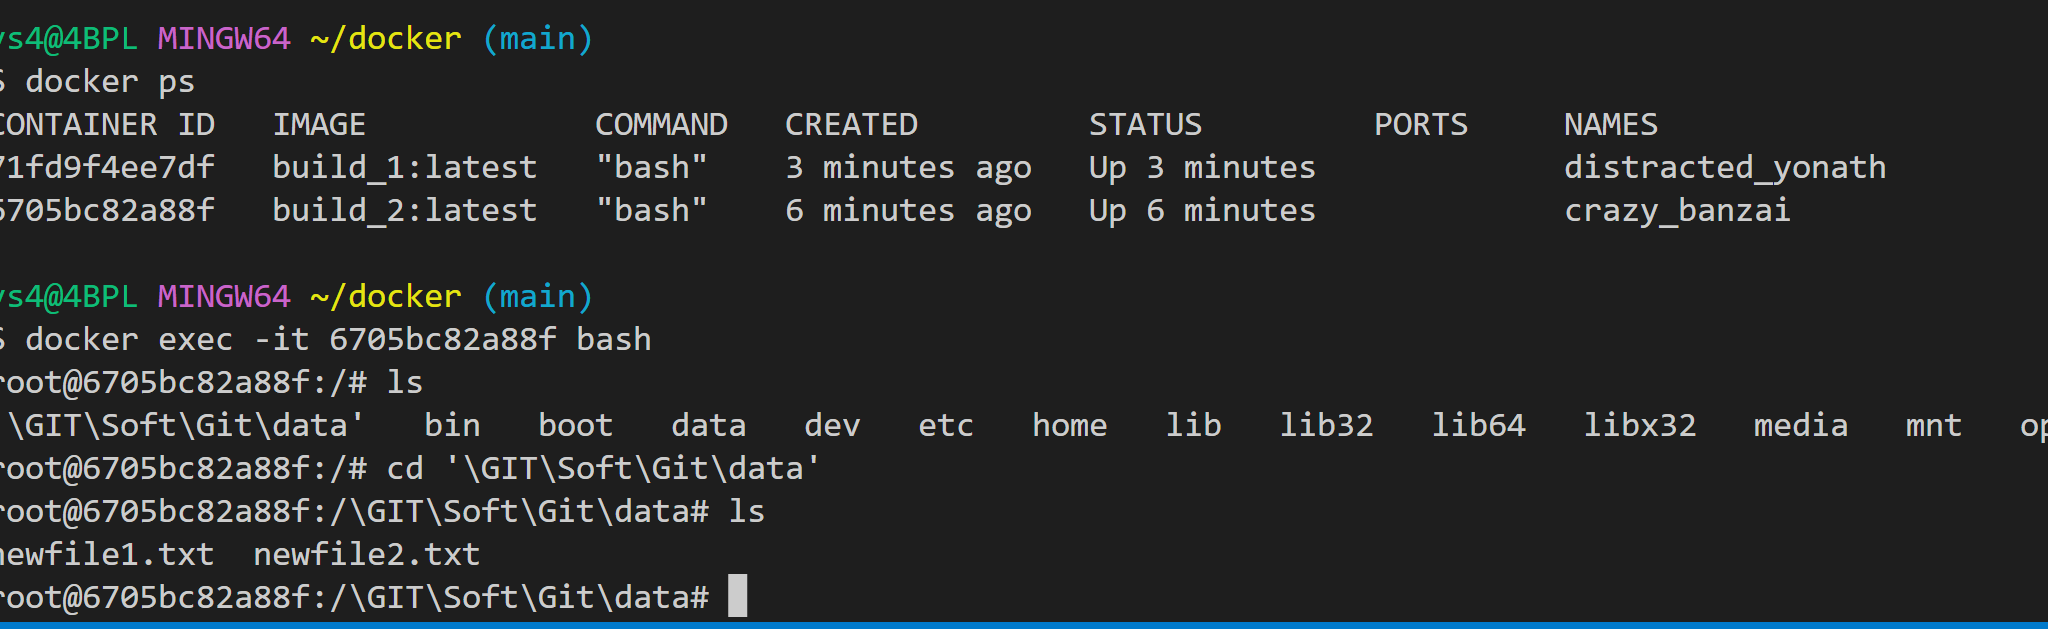 s4@4BPL MINGW64 ~/docker (main)
$ docker ps
CONTAINER ID   IMAGE            COMMAND   CREATED         STATUS         PORTS     NAMES
71fd9f4ee7df   build_1:latest   "bash"    3 minutes ago   Up 3 minutes             distracted_yonath
6705bc82a88f   build_2:latest   "bash"    6 minutes ago   Up 6 minutes             crazy_banzai
s4@4BPL MINGW64 ~/docker (main)
$ docker exec -it 6705bc82a88f bash
root@6705bc82a88f:/# ls
'\GIT\Soft\Git\data'   bin   boot   data   dev   etc   home   lib   lib32   lib64   libx32   media   mnt   op
root@6705bc82a88f:/# cd '\GIT\Soft\Git\data'
root@6705bc82a88f:/\GIT\Soft\Git\data# ls
newfile1.txt  newfile2.txt
root@6705bc82a88f:/\GIT\Soft\Git\data#